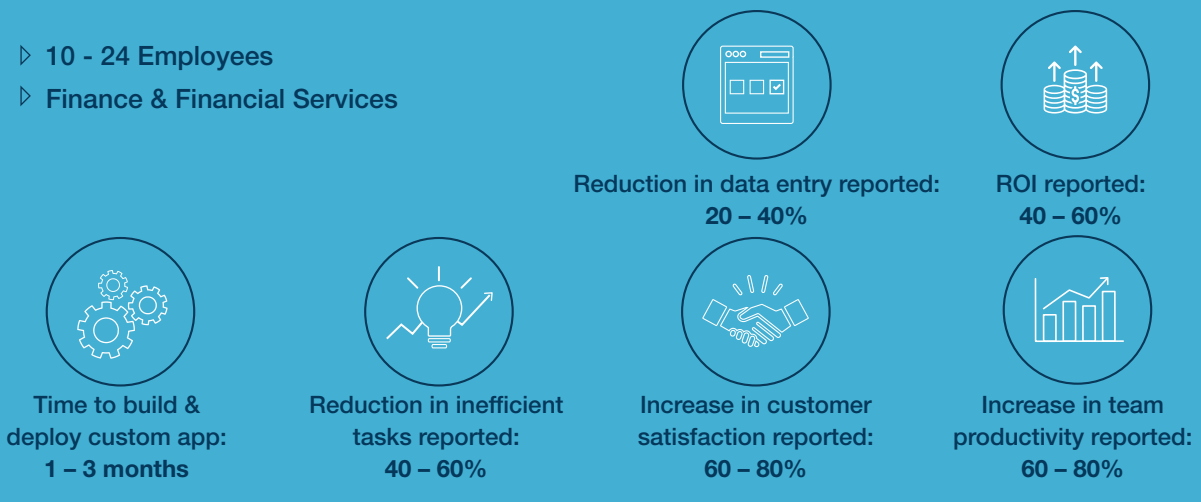 10 - 24 Employees
Finance & Financial Services
Reduction in data entry reported:
20 – 40%
ROI reported:
40 – 60%
Time to build &
deploy custom app:
1 – 3 months
Reduction in inefficient
tasks reported:
40 – 60%
Increase in customer
satisfaction reported:
60 – 80%
Increase in team
productivity reported:
60 – 80%